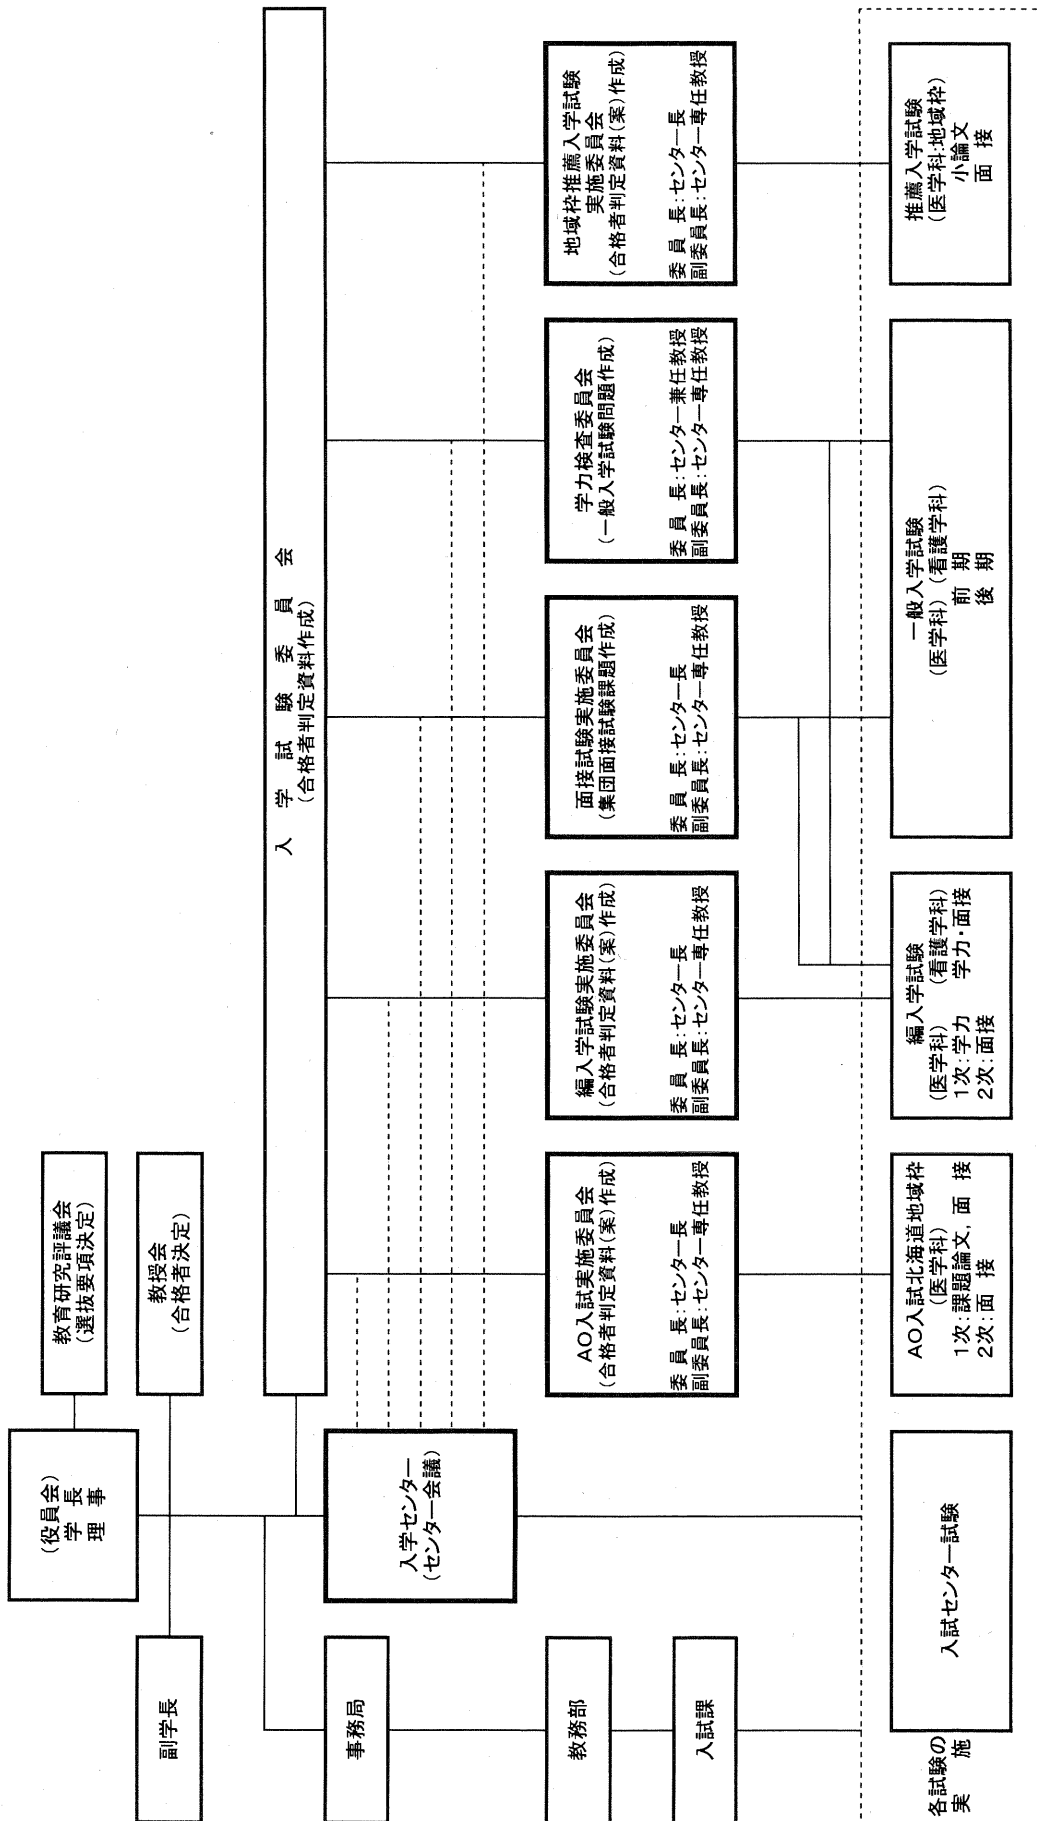 (役員会)
学 長
理 事
教育研究評議会
(選抜要項決定)
副学長
教授会
(合格者決定)
入 学 試 験 委 員 会
(合格者判定資料作成)
事務局
入学センター
(センター会議)
教務部
入試課
AO入試実施委員会
(合格者判定資料(案)作成)
委 員 長:センター長
副委員長:センター専任教授
編入学試験実施委員会
(合格者判定資料(案)作成)
委 員 長:センター長
副委員長:センター専任教授
面接試験実施委員会
(集団面接試験課題作成)
委 員 長:センター長
副委員長:センター専任教授
学力検査委員会
(一般入学試験問題作成)
委 員 長:センター兼任教授
副委員長:センター専任教授
地域枠推薦入学試験
実施委員会
(合格者判定資料(案)作成)
委 員 長:センター長
副委員長:センター専任教授
各試験の
実 施
入試センター試験
AO入試北海道地域枠
(医学科)
1次:課題論文, 面 接
2次:面 接
編入学試験
(医学科) (看護学科)
1次:学力 学力・面接
2次:面接
一般入学試験
(医学科)(看護学科)
前 期
後 期
推薦入学試験
(医学科:地域枠)
小論文
面 接